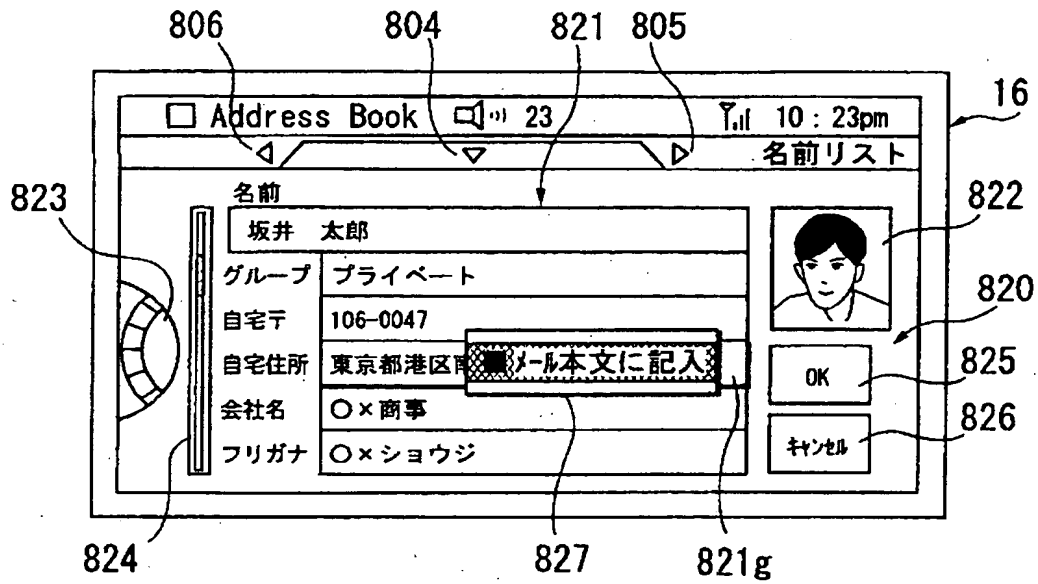 806 804 821 805
16
Address Book 23 10:23pm
名前リスト
823
名前
822
坂井 太郎
グループ プライベート
820
自宅〒 106-0047
自宅住所 東京都港区 メール本文に記入
OK
825
会社名 ○×商事
826
キャンセル
フリガナ ○×ショウジ
824 827 821g